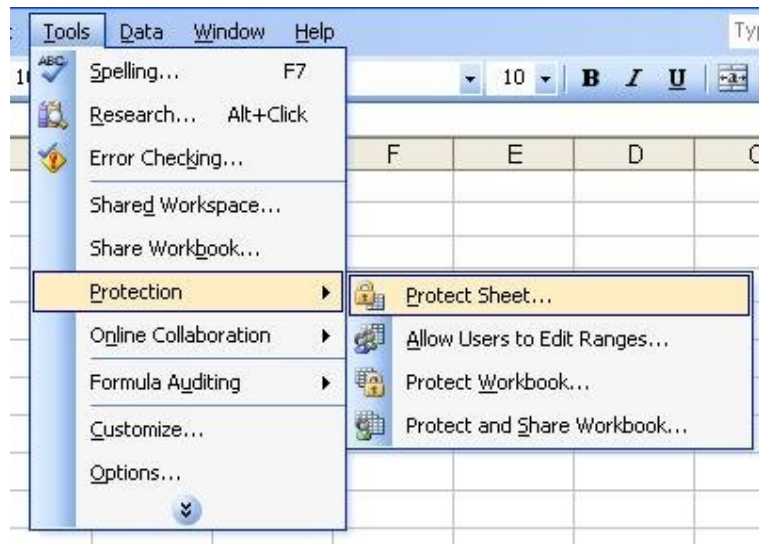 Tools Data Window Help
ABC Spelling... F7
10 B I U
Research... Alt+Click
Error Checking...
F E D
Shared Workspace...
Share Workbook...
Protection
Protect Sheet...
Online Collaboration
Allow Users to Edit Ranges...
Formula Auditing
Protect Workbook...
Customize...
Protect and Share Workbook...
Options...